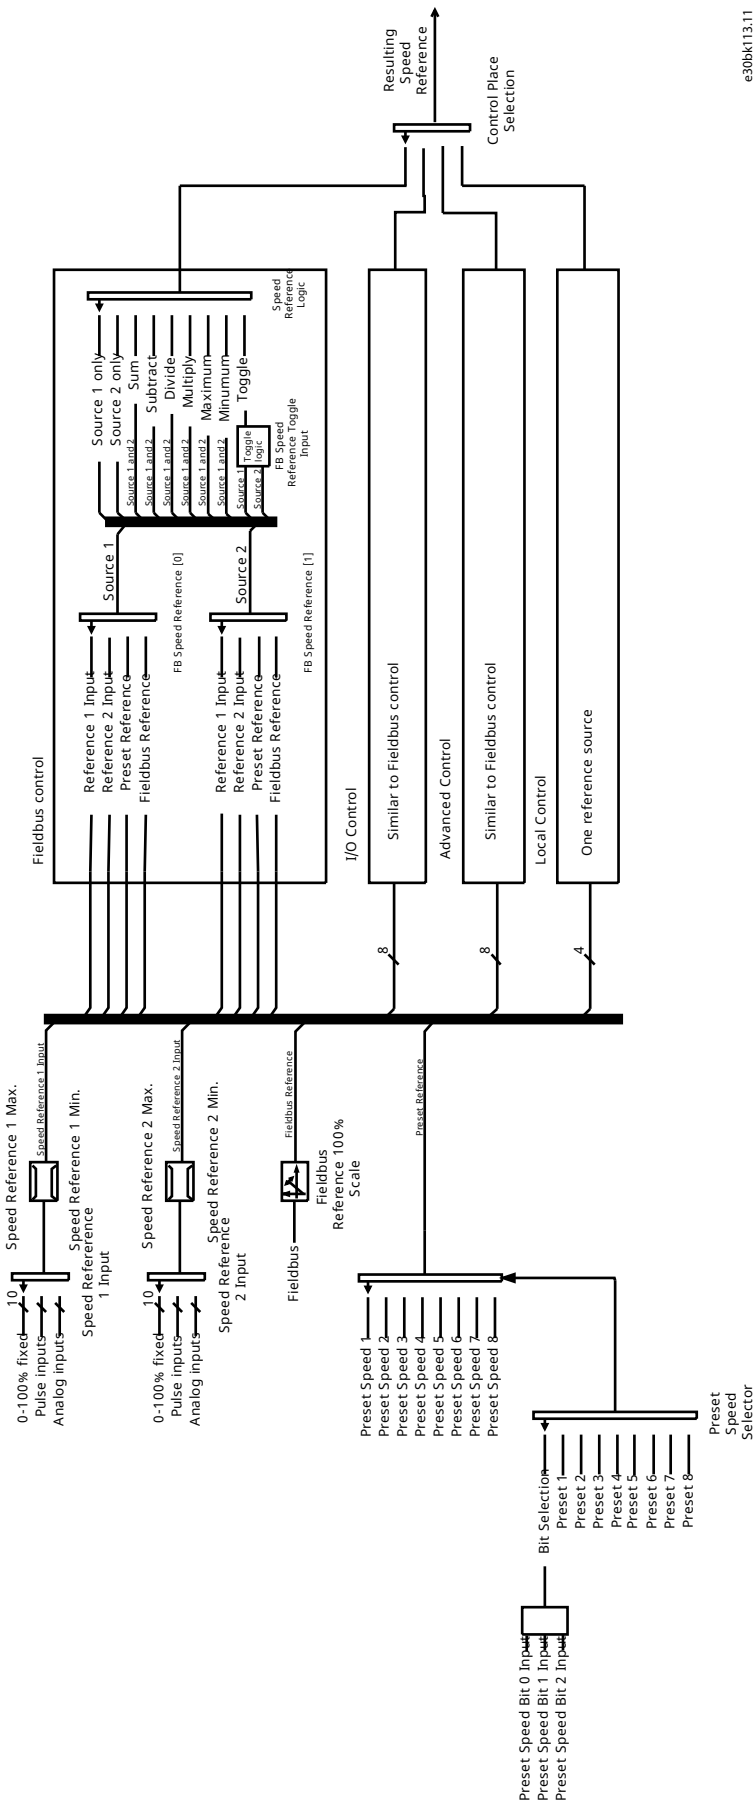 0-100% fixed
Pulse inputs
Analog inputs
10
Speed Reference 1 Max.
Speed Reference 1 Min.
Speed Refererence
1 Input
Speed Reference 1 Input
0-100% fixed
Pulse inputs
Analog inputs
10
Speed Reference 2 Max.
Speed Reference 2 Min.
Speed Reference
2 Input
Speed Reference 2 Input
Fieldbus
Fieldbus
Reference 100%
Scale
Fieldbus Reference
Preset Speed Bit 0 Input
Preset Speed Bit 1 Input
Preset Speed Bit 2 Input
Bit Selection
Preset 1
Preset 2
Preset 3
Preset 4
Preset 5
Preset 6
Preset 7
Preset 8
Preset
Speed
Selector
Preset Speed 1
Preset Speed 2
Preset Speed 3
Preset Speed 4
Preset Speed 5
Preset Speed 6
Preset Speed 7
Preset Speed 8
Preset Reference
8
8
4
Fieldbus control
Reference 1 Input
Reference 2 Input
Preset Reference
Fieldbus Reference
FB Speed Reference [0]
Source 1
Reference 1 Input
Reference 2 Input
Preset Reference
Fieldbus Reference
FB Speed Reference [1]
Source 2
Source 1 only
Source 2 only
Source 1 and 2
Sum
Source 1 and 2
Subtract
Source 1 and 2
Divide
Source 1 and 2
Multiply
Source 1 and 2
Maximum
Source 1 and 2
Minumum
Source 1
Source 2
Toggle
logic
Toggle
FB Speed
Reference Toggle
Input
Speed
Reference
Logic
I/O Control
Similar to Fieldbus control
Advanced Control
Similar to Fieldbus control
Local Control
One reference source
Resulting
Speed
Reference
Control Place
Selection
e30bk113.11